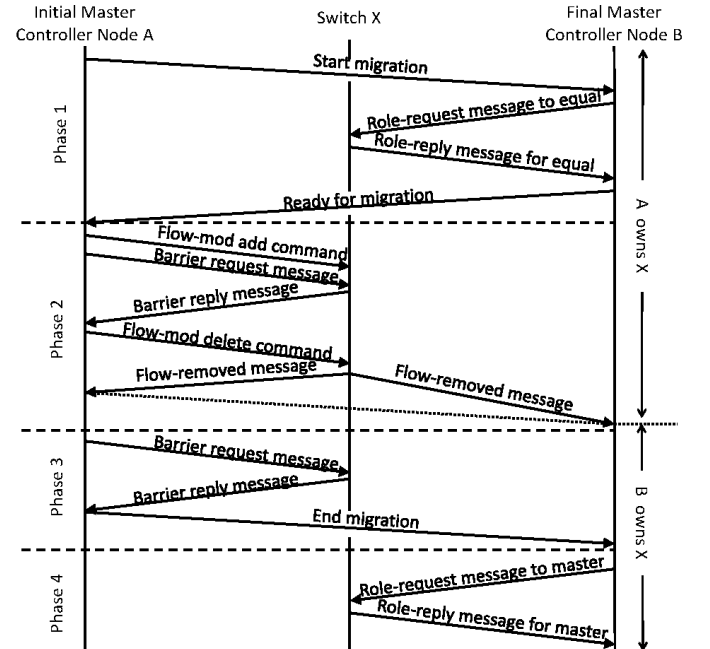 Initial Master
Controller Node A
Switch X
Final Master
Controller Node B
Phase 1
Start migration
Role-request message to equal
Role-reply message for equal
Ready for migration
A owns X
Phase 2
Flow-mod add command
Barrier request message
Barrier reply message
Flow-mod delete command
Flow-removed message
Flow-removed message
Phase 3
Barrier request message
Barrier reply message
End migration
B owns X
Phase 4
Role-request message to master
Role-reply message for master